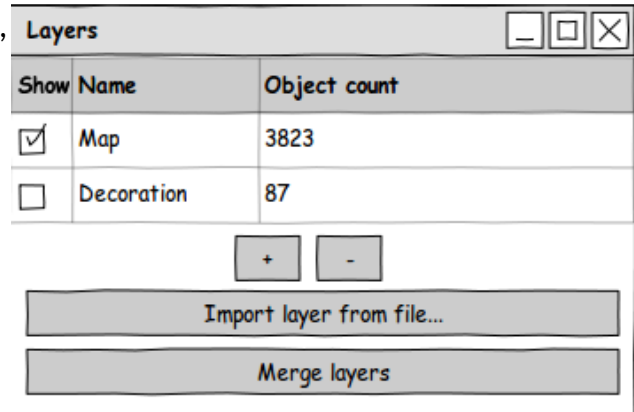 ,
Layers
Show Name Object count
Map 3823
Decoration 87
+ -
Import layer from file...
Merge layers